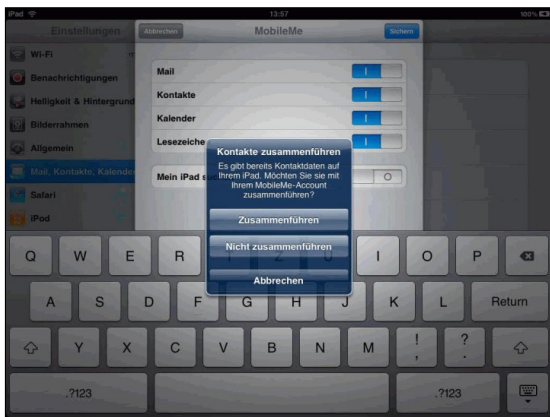 iPad 13:57 100%
Einstellungen Abbrechen MobileMe Sichern
Wi-Fi
Benachrichtigungen
Helligkeit & Hintergrund
Bilderrahmen
Allgemein
Mail, Kontakte, Kalender
Safari
iPod
Mail
Kontakte
Kalender
Lesezeiche
Mein iPad
Kontakte zusammenführen
Es gibt bereits Kontaktdaten auf
Ihrem iPad. Möchten Sie sie mit
Ihrem MobileMe-Account
zusammenführen?
Zusammenführen
Nicht zusammenführen
Abbrechen
Q W E R T Z U I O P
A S D F G H J K L Return
Y X C V B N M ! , ? .
.?123 .?123